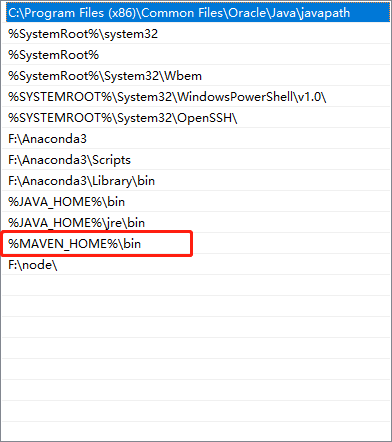 C:\Program Files (x86)\Common Files\Oracle\Java\javapath
%SystemRoot%\system32
%SystemRoot%
%SystemRoot%\System32\Wbem
%SYSTEMROOT%\System32\WindowsPowerShell\v1.0\
%SYSTEMROOT%\System32\OpenSSH\
F:\Anaconda3
F:\Anaconda3\Scripts
F:\Anaconda3\Library\bin
%JAVA_HOME%\bin
%JAVA_HOME%\jre\bin
%MAVEN_HOME%\bin
F:\node\